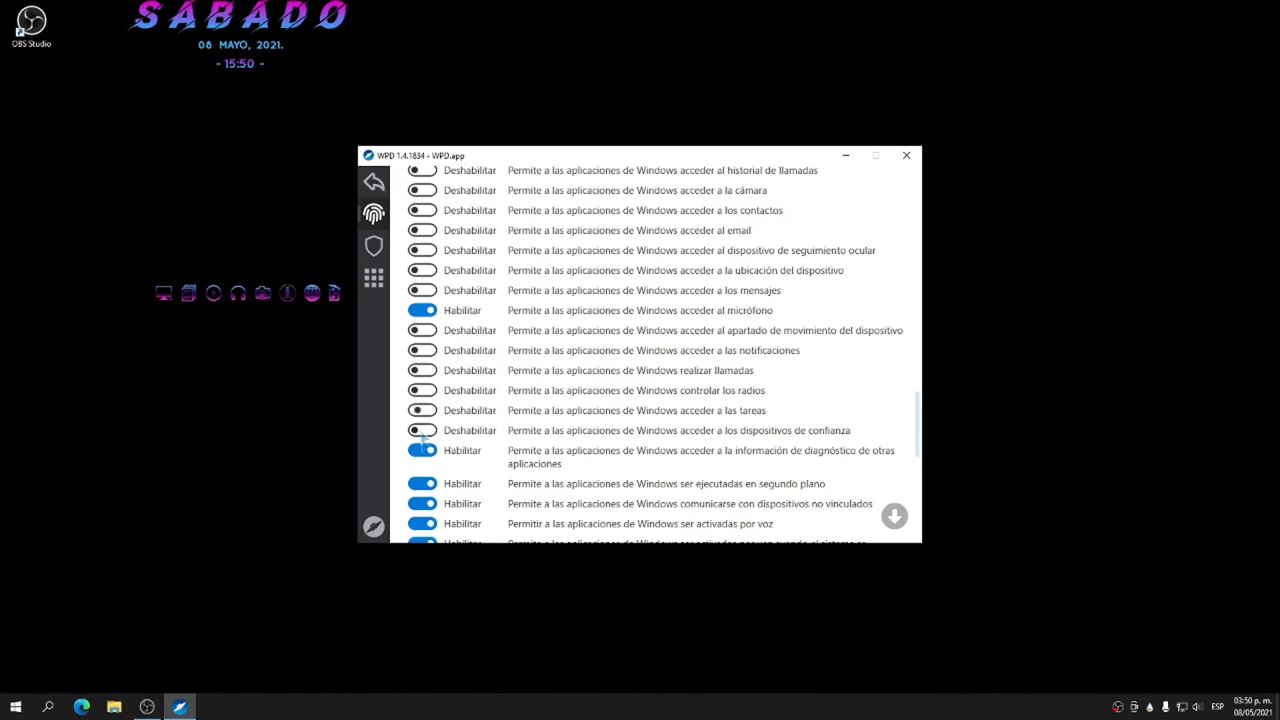 SABADO
08 MAYO, 2021.
- 15:50 -
OBS Studio
WPD 1.4.1834 - WPD.app
Deshabilitar Permite a las aplicaciones de Windows acceder al historial de llamadas
Deshabilitar Permite a las aplicaciones de Windows acceder a la cámara
Deshabilitar Permite a las aplicaciones de Windows acceder a los contactos
Deshabilitar Permite a las aplicaciones de Windows acceder al email
Deshabilitar Permite a las aplicaciones de Windows acceder al dispositivo de seguimiento ocular
Deshabilitar Permite a las aplicaciones de Windows acceder a la ubicación del dispositivo
Deshabilitar Permite a las aplicaciones de Windows acceder a los mensajes
Habilitar Permite a las aplicaciones de Windows acceder al micrófono
Deshabilitar Permite a las aplicaciones de Windows acceder al apartado de movimiento del dispositivo
Deshabilitar Permite a las aplicaciones de Windows acceder a las notificaciones
Deshabilitar Permite a las aplicaciones de Windows realizar llamadas
Deshabilitar Permite a las aplicaciones de Windows controlar los radios
Deshabilitar Permite a las aplicaciones de Windows acceder a las tareas
Deshabilitar Permite a las aplicaciones de Windows acceder a los dispositivos de confianza
Habilitar Permite a las aplicaciones de Windows acceder a la información de diagnóstico de otras
aplicaciones
Habilitar Permite a las aplicaciones de Windows ser ejecutadas en segundo plano
Habilitar Permite a las aplicaciones de Windows comunicarse con dispositivos no vinculados
Habilitar Permitir a las aplicaciones de Windows ser activadas por voz
ESP
03:50 p. m.
08/05/2021